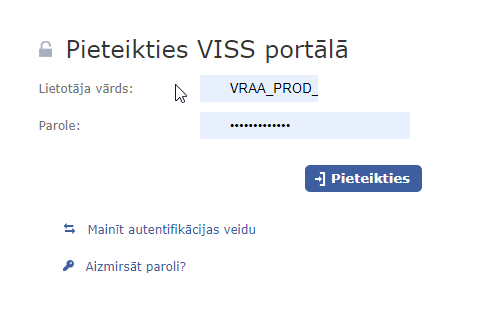 Pieteikties VISS portālā
Lietotāja vārds: VRAA_PROD_
Parole: •••••••••••••
Pieteikties
Mainīt autentifikācijas veidu
Aizmirsāt paroli?